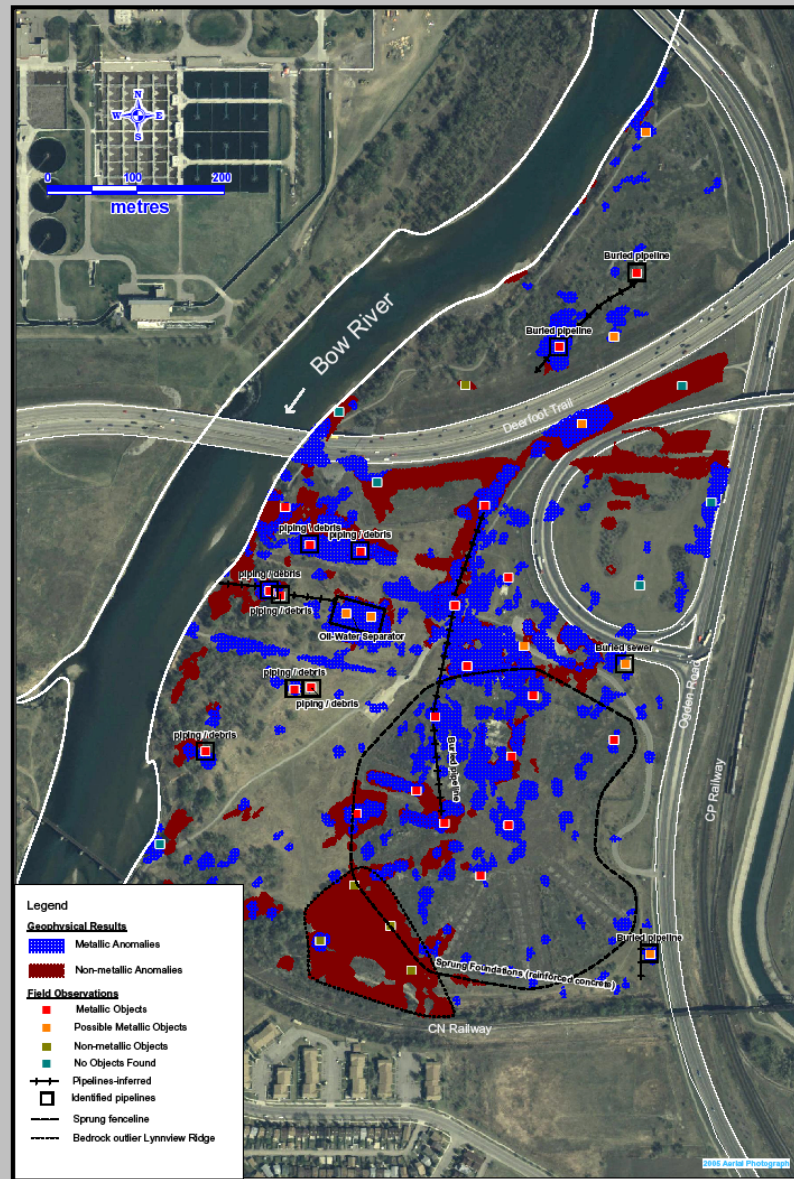 N
W E
S
0 100 200
metres
Buried pipeline
Buried pipeline
Bow River
Deerfoot Trail
piping / debris
piping / debris
piping / debris
piping / debris
Oil-Water Separator
Buried sewer
piping / debris
piping / debris
Ogden Road
piping / debris
Buried pipeline
CP Railway
Buried pipeline
Sprung Foundations (reinforced concrete)
CN Railway
Legend
Geophysical Results
Metallic Anomalies
Non-metallic Anomalies
Field Observations
Metallic Objects
Possible Metallic Objects
Non-metallic Objects
No Objects Found
Pipelines-inferred
Identified pipelines
Sprung fenceline
Bedrock outlier Lynnview Ridge
2005 Aerial Photograph